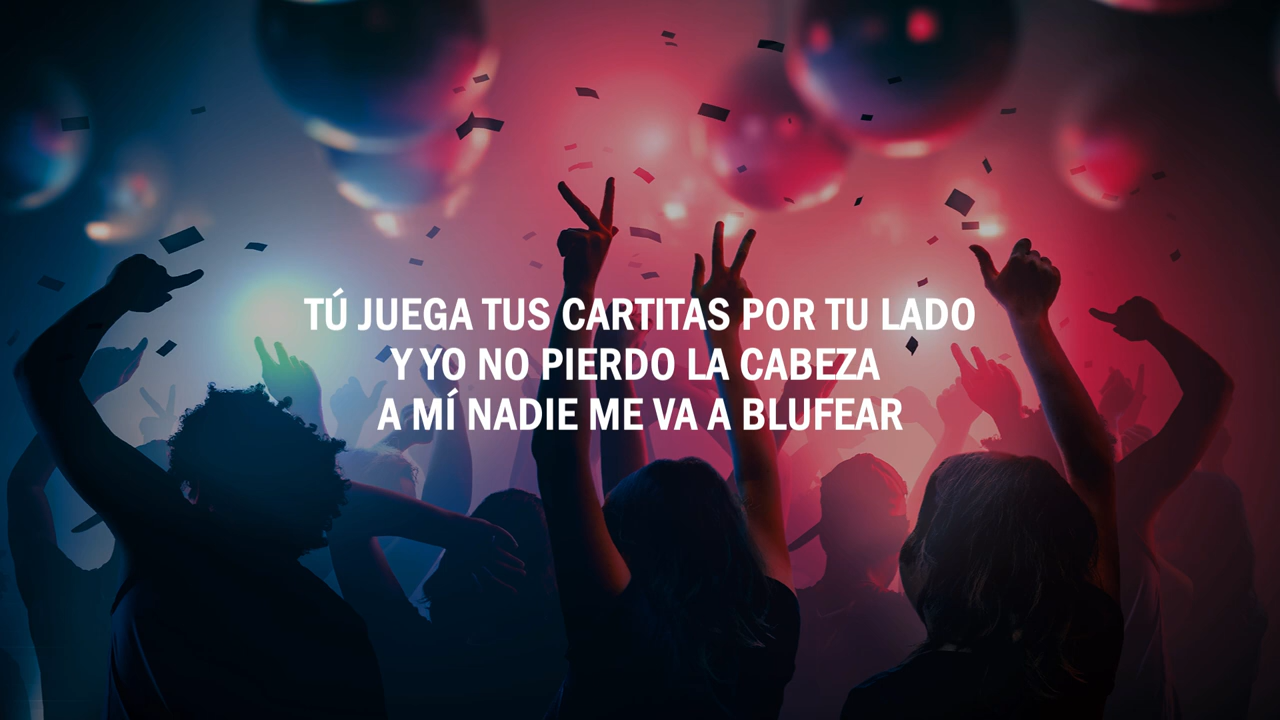 TÚ JUEGA TUS CARTITAS POR TU LADO
Y YO NO PIERDO LA CABEZA
A MÍ NADIE ME VA A BLUFEAR